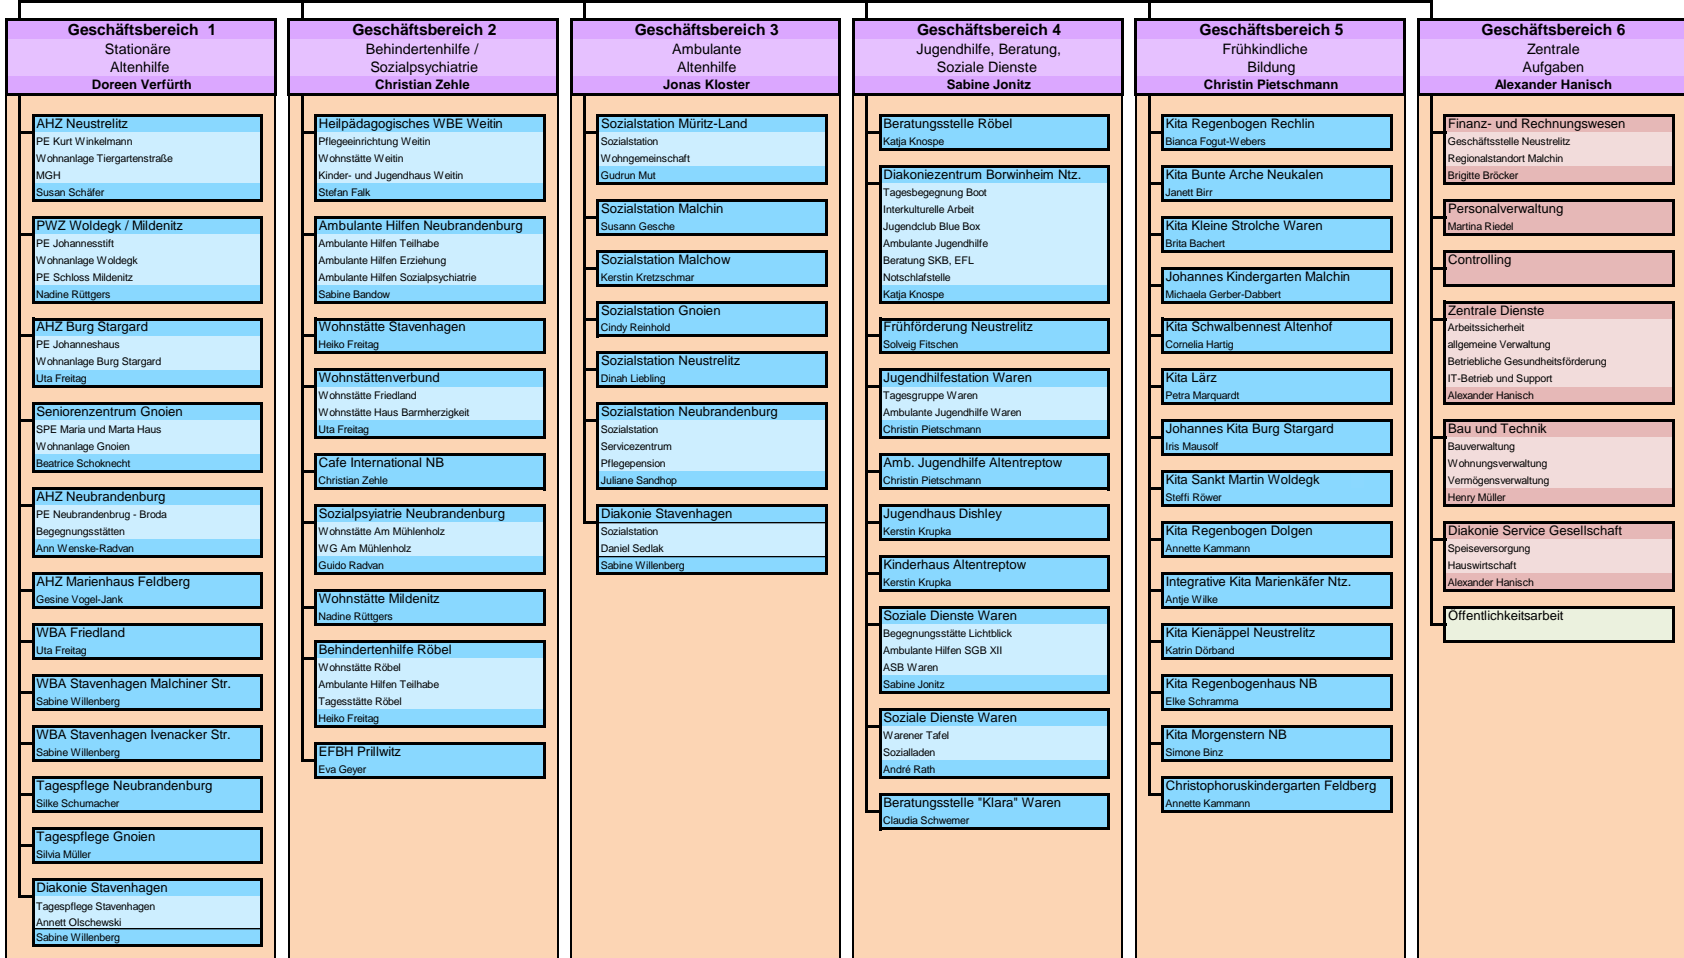 Geschäftsbereich 1
Stationäre
Altenhilfe
Doreen Verfürth
AHZ Neustrelitz
PE Kurt Winkelmann
Wohnanlage Tiergartenstraße
MGH
Susan Schäfer
PWZ Woldegk / Mildenitz
PE Johannesstift
Wohnanlage Woldegk
PE Schloss Mildenitz
Nadine Rüttgers
AHZ Burg Stargard
PE Johanneshaus
Wohnanlage Burg Stargard
Uta Freitag
Seniorenzentrum Gnoien
SPE Maria und Marta Haus
Wohnanlage Gnoien
Beatrice Schoknecht
AHZ Neubrandenburg
PE Neubrandenbrug - Broda
Begegnungsstätten
Ann Wenske-Radvan
AHZ Marienhaus Feldberg
Gesine Vogel-Jank
WBA Friedland
Uta Freitag
WBA Stavenhagen Malchiner Str.
Sabine Willenberg
WBA Stavenhagen Ivenacker Str.
Sabine Willenberg
Tagespflege Neubrandenburg
Silke Schumacher
Tagespflege Gnoien
Silvia Müller
Diakonie Stavenhagen
Tagespflege Stavenhagen
Annett Olschewski
Sabine Willenberg
Geschäftsbereich 2
Behindertenhilfe /
Sozialpsychiatrie
Christian Zehle
Heilpädagogisches WBE Weitin
Pflegeeinrichtung Weitin
Wohnstätte Weitin
Kinder- und Jugendhaus Weitin
Stefan Falk
Ambulante Hilfen Neubrandenburg
Ambulante Hilfen Teilhabe
Ambulante Hilfen Erziehung
Ambulante Hilfen Sozialpsychiatrie
Sabine Bandow
Wohnstätte Stavenhagen
Heiko Freitag
Wohnstättenverbund
Wohnstätte Friedland
Wohnstätte Haus Barmherzigkeit
Uta Freitag
Cafe International NB
Christian Zehle
Sozialpsyiatrie Neubrandenburg
Wohnstätte Am Mühlenholz
WG Am Mühlenholz
Guido Radvan
Wohnstätte Mildenitz
Nadine Rüttgers
Behindertenhilfe Röbel
Wohnstätte Röbel
Ambulante Hilfen Teilhabe
Tagesstätte Röbel
Heiko Freitag
EFBH Prillwitz
Eva Geyer
Geschäftsbereich 3
Ambulante
Altenhilfe
Jonas Kloster
Sozialstation Müritz-Land
Sozialstation
Wohngemeinschaft
Gudrun Mut
Sozialstation Malchin
Susann Gesche
Sozialstation Malchow
Kerstin Kretzschmar
Sozialstation Gnoien
Cindy Reinhold
Sozialstation Neustrelitz
Dinah Liebling
Sozialstation Neubrandenburg
Sozialstation
Servicezentrum
Pflegepension
Juliane Sandhop
Diakonie Stavenhagen
Sozialstation
Daniel Sedlak
Sabine Willenberg
Geschäftsbereich 4
Jugendhilfe, Beratung,
Soziale Dienste
Sabine Jonitz
Beratungsstelle Röbel
Katja Knospe
Diakoniezentrum Borwinheim Ntz.
Tagesbegegnung Boot
Interkulturelle Arbeit
Jugendclub Blue Box
Ambulante Jugendhilfe
Beratung SKB, EFL
Notschlafstelle
Katja Knospe
Frühförderung Neustrelitz
Solveig Fitschen
Jugendhilfestation Waren
Tagesgruppe Waren
Ambulante Jugendhilfe Waren
Christin Pietschmann
Amb. Jugendhilfe Altentreptow
Christin Pietschmann
Jugendhaus Dishley
Kerstin Krupka
Kinderhaus Altentreptow
Kerstin Krupka
Soziale Dienste Waren
Begegnungsstätte Lichtblick
Ambulante Hilfen SGB XII
ASB Waren
Sabine Jonitz
Soziale Dienste Waren
Warener Tafel
Sozialladen
André Rath
Beratungsstelle "Klara" Waren
Claudia Schwemer
Geschäftsbereich 5
Frühkindliche
Bildung
Christin Pietschmann
Kita Regenbogen Rechlin
Bianca Fogut-Webers
Kita Bunte Arche Neukalen
Janett Birr
Kita Kleine Strolche Waren
Brita Bachert
Johannes Kindergarten Malchin
Michaela Gerber-Dabbert
Kita Schwalbennest Altenhof
Cornelia Hartig
Kita Lärz
Petra Marquardt
Johannes Kita Burg Stargard
Iris Mausolf
Kita Sankt Martin Woldegk
Steffi Röwer
Kita Regenbogen Dolgen
Annette Kammann
Integrative Kita Marienkäfer Ntz.
Antje Wilke
Kita Kienäppel Neustrelitz
Katrin Dörband
Kita Regenbogenhaus NB
Elke Schramma
Kita Morgenstern NB
Simone Binz
Christophoruskindergarten Feldberg
Annette Kammann
Geschäftsbereich 6
Zentrale
Aufgaben
Alexander Hanisch
Finanz- und Rechnungswesen
Geschäftsstelle Neustrelitz
Regionalstandort Malchin
Brigitte Bröcker
Personalverwaltung
Martina Riedel
Controlling
Zentrale Dienste
Arbeitssicherheit
allgemeine Verwaltung
Betriebliche Gesundheitsförderung
IT-Betrieb und Support
Alexander Hanisch
Bau und Technik
Bauverwaltung
Wohnungsverwaltung
Vermögensverwaltung
Henry Müller
Diakonie Service Gesellschaft
Speiseversorgung
Hauswirtschaft
Alexander Hanisch
Öffentlichkeitsarbeit